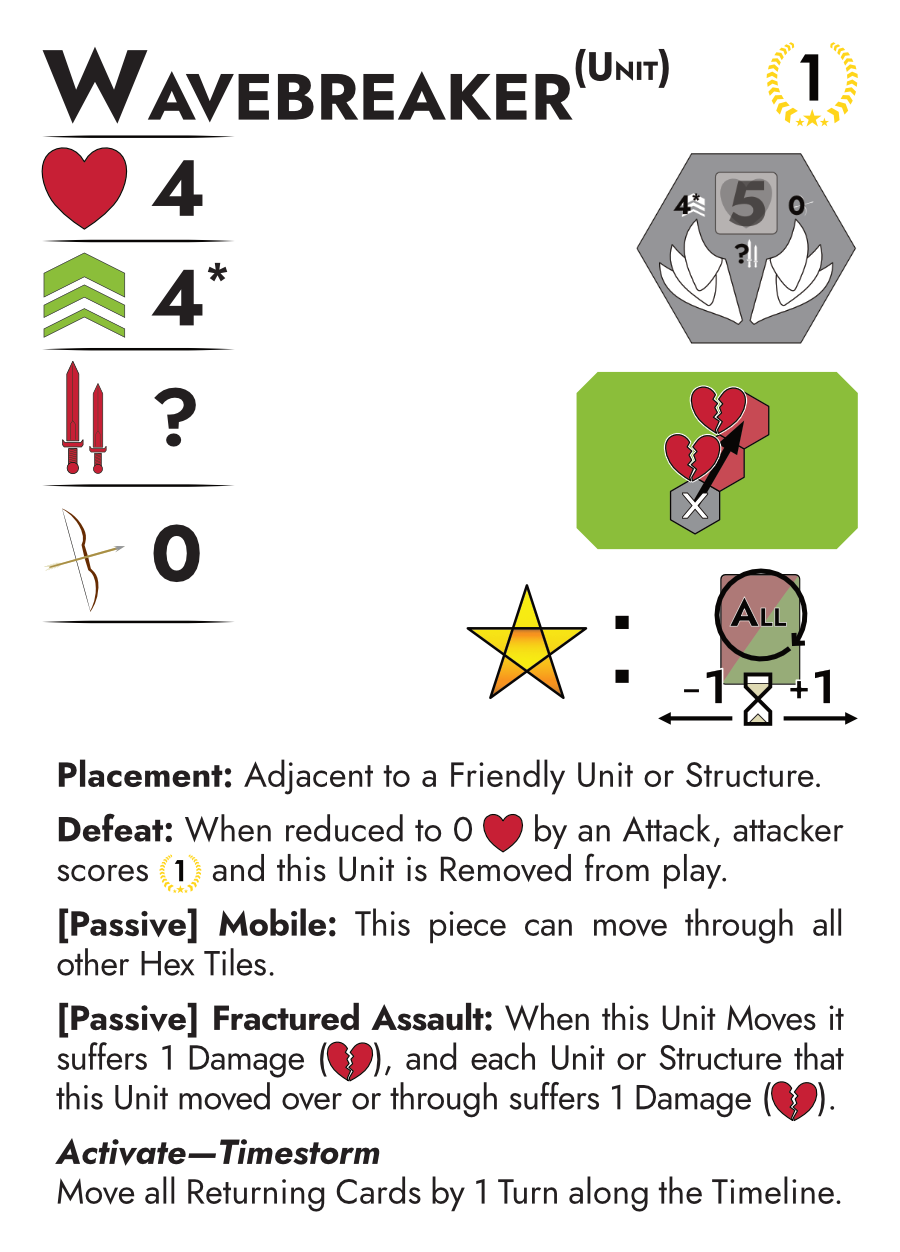 WAVEBREAKER (UNIT) 1
4
4*
?
0
4* 5 0
?
X
: ALL
-1 +1
Placement: Adjacent to a Friendly Unit or Structure.
Defeat: When reduced to 0 by an Attack, attacker
scores 1 and this Unit is Removed from play.
[Passive] Mobile: This piece can move through all
other Hex Tiles.
[Passive] Fractured Assault: When this Unit Moves it
suffers 1 Damage ( ), and each Unit or Structure that
this Unit moved over or through suffers 1 Damage ( ).
Activate—Timestorm
Move all Returning Cards by 1 Turn along the Timeline.